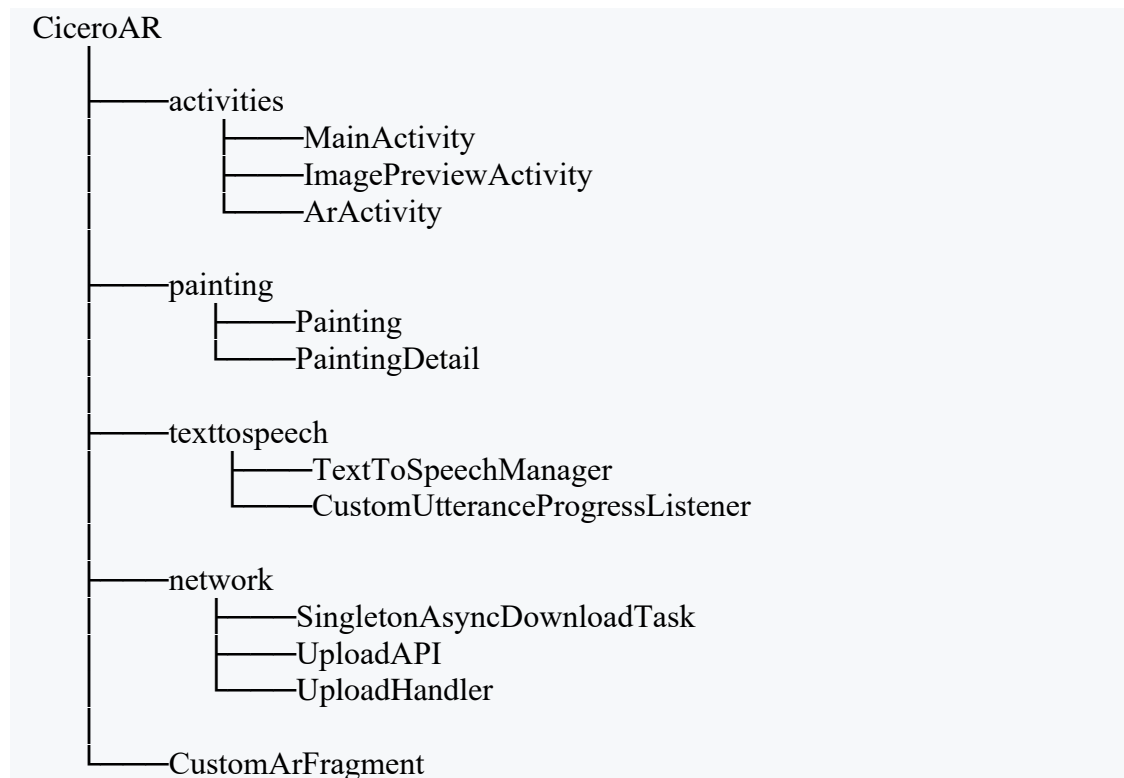 CiceroAR
activities
MainActivity
ImagePreviewActivity
ArActivity
painting
Painting
PaintingDetail
texttospeech
TextToSpeechManager
CustomUtteranceProgressListener
network
SingletonAsyncDownloadTask
UploadAPI
UploadHandler
CustomArFragment